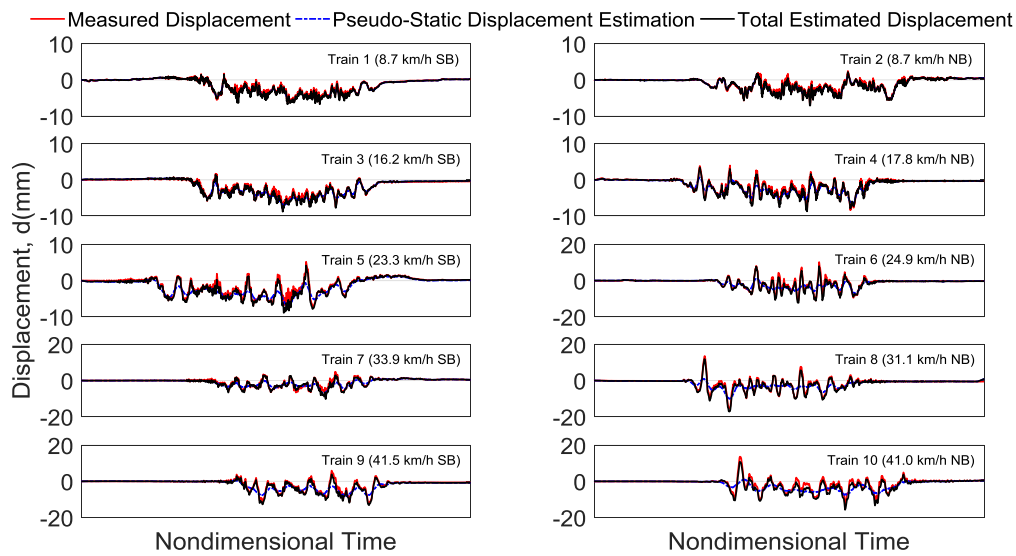 Measured Displacement Pseudo-Static Displacement Estimation Total Estimated Displacement
Displacement, d(mm)
10
0
-10
Train 1 (8.7 km/h SB)
10
0
-10
Train 2 (8.7 km/h NB)
10
0
-10
Train 3 (16.2 km/h SB)
10
0
-10
Train 4 (17.8 km/h NB)
10
0
-10
Train 5 (23.3 km/h SB)
20
0
-20
Train 6 (24.9 km/h NB)
20
0
-20
Train 7 (33.9 km/h SB)
20
0
-20
Train 8 (31.1 km/h NB)
20
0
-20
Train 9 (41.5 km/h SB)
20
0
-20
Train 10 (41.0 km/h NB)
Nondimensional Time
Nondimensional Time